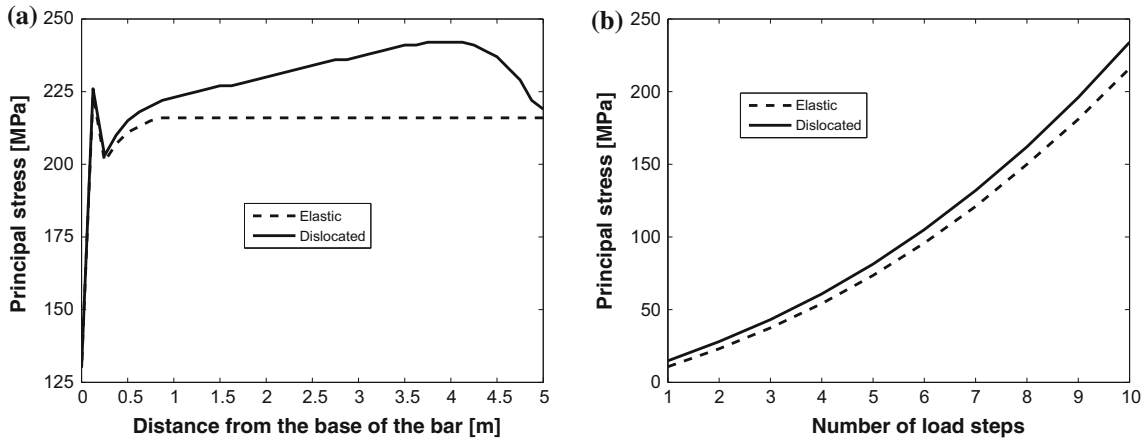 (a)
Principal stress [MPa]
250
225
200
175
150
125
Elastic
Dislocated
0 0.5 1 1.5 2 2.5 3 3.5 4 4.5 5
Distance from the base of the bar [m]
(b)
Principal stress [MPa]
250
200
150
100
50
0
Elastic
Dislocated
1 2 3 4 5 6 7 8 9 10
Number of load steps